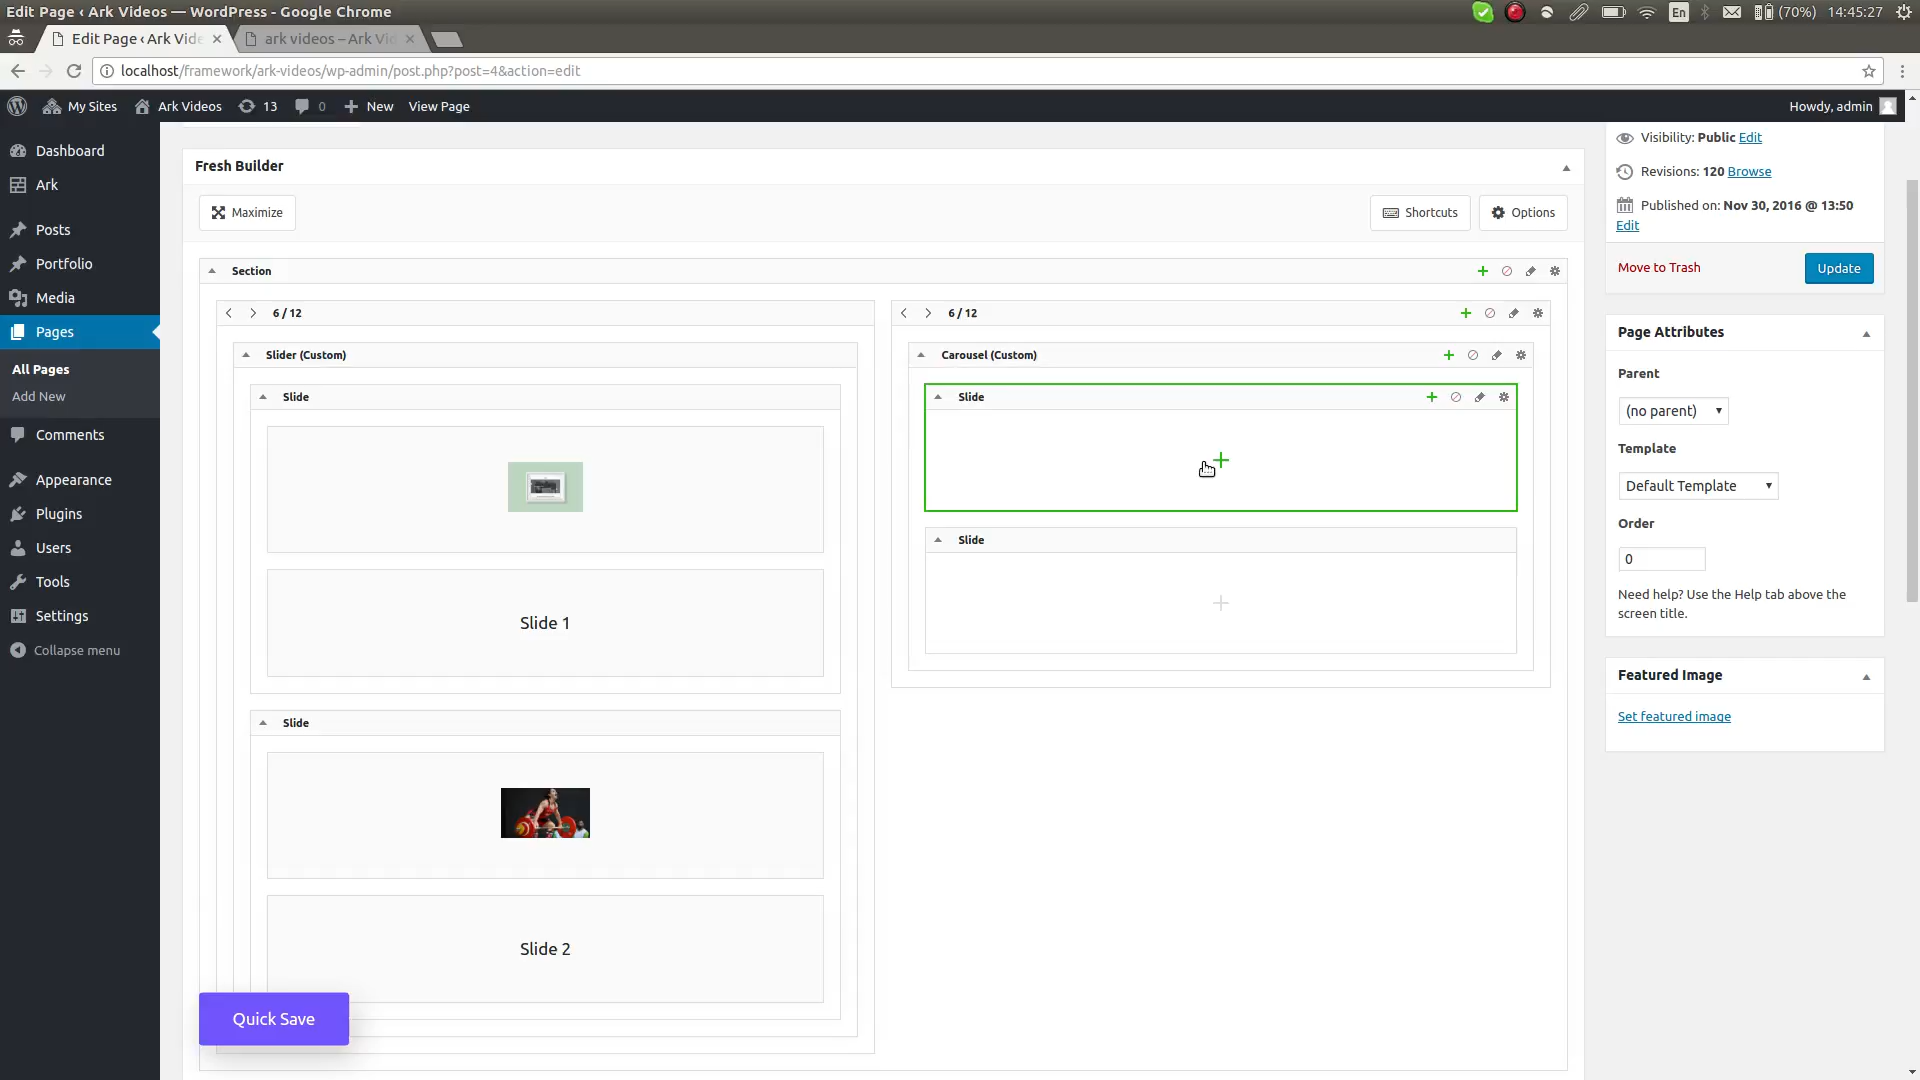 Edit Page ‹ Ark Videos — WordPress - Google Chrome
En
(70%)
14:45:27
Edit Page ‹ Ark Vide
ark videos – Ark Vi
localhost/framework/ark-videos/wp-admin/post.php?post=4&action=edit
My Sites
Ark Videos
13
0
New
View Page
Howdy, admin
Dashboard
Ark
Posts
Portfolio
Media
Pages
All Pages
Add New
Comments
Appearance
Plugins
Users
Tools
Settings
Collapse menu
Fresh Builder
Maximize
Shortcuts
Options
Section
6 / 12
Slider (Custom)
Slide
Slide 1
Slide
Slide 2
6 / 12
Carousel (Custom)
Slide
Slide
Quick Save
Visibility: Public Edit
Revisions: 120 Browse
Published on: Nov 30, 2016 @ 13:50
Edit
Move to Trash
Update
Page Attributes
Parent
(no parent)
Template
Default Template
Order
0
Need help? Use the Help tab above the
screen title.
Featured Image
Set featured image